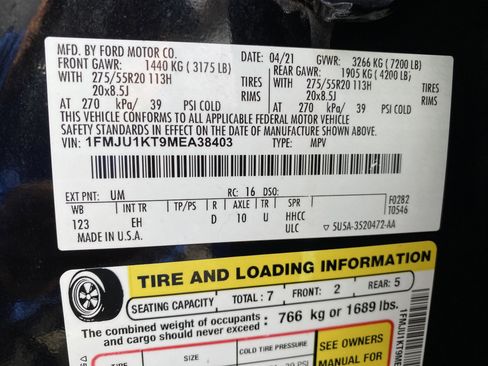 MFD. BY FORD MOTOR CO.
DATE: 04/21 GVWR: 3266 KG ( 7200 LB)
FRONT GAWR: 1440 KG ( 3175 LB) REAR GAWR: 1905 KG ( 4200 LB)
WITH 275/55R20 113H TIRES WITH 275/55R20 113H TIRES
20x8.5J RIMS 20x8.5J RIMS
AT 270 kPa/ 39 PSI COLD AT 270 kPa/ 39 PSI COLD
THIS VEHICLE CONFORMS TO ALL APPLICABLE FEDERAL MOTOR VEHICLE
SAFETY STANDARDS IN EFFECT ON THE DATE OF MANUFACTURE SHOWN ABOVE.
VIN: 1FMJU1KT9MEA38403 TYPE: MPV
EXT PNT: UM RC: 16 DSO: F0282
WB INT TR TP/PS R AXLE TR SPR T0546
123 EH D 10 U HHCC
MADE IN U.S.A. ULC ▽ 5U5A-3520472-AA
TIRE AND LOADING INFORMATION
SEATING CAPACITY TOTAL : 7 FRONT: 2 REAR: 5
The combined weight of occupants and cargo should never exceed : 766 kg or 1689 lbs.
COLD TIRE PRESSURE
SEE OWNERS
MANUAL FOR
1FMJU1KT9ME